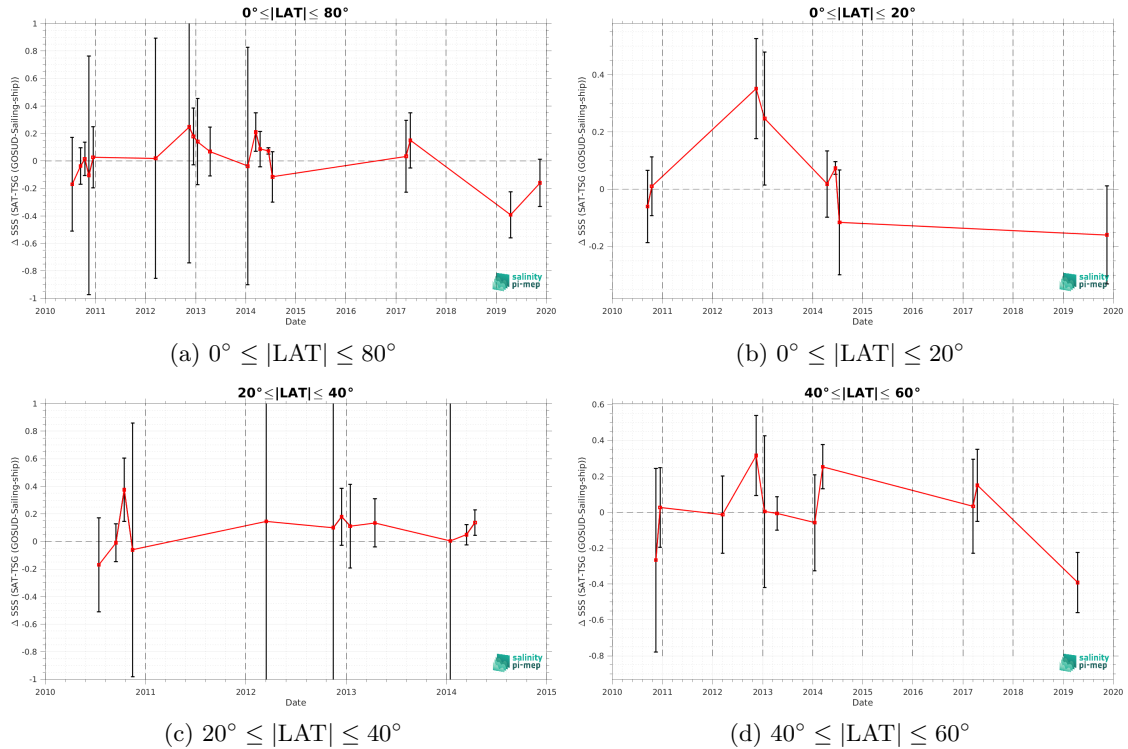 0°≤|LAT|≤ 80°
Δ SSS (SAT-TSG (GOSUD-Sailing-ship))
1
0.8
0.6
0.4
0.2
0
-0.2
-0.4
-0.6
-0.8
-1
2010 2011 2012 2013 2014 2015 2016 2017 2018 2019 2020
Date
salinity
pi-mep
(a) 0° ≤ |LAT| ≤ 80°
0°≤|LAT|≤ 20°
Δ SSS (SAT-TSG (GOSUD-Sailing-ship))
0.4
0.2
0
-0.2
2010 2011 2012 2013 2014 2015 2016 2017 2018 2019 2020
Date
salinity
pi-mep
(b) 0° ≤ |LAT| ≤ 20°
20°≤|LAT|≤ 40°
Δ SSS (SAT-TSG (GOSUD-Sailing-ship))
1
0.8
0.6
0.4
0.2
0
-0.2
-0.4
-0.6
-0.8
-1
2010 2011 2012 2013 2014 2015
Date
salinity
pi-mep
(c) 20° ≤ |LAT| ≤ 40°
40°≤|LAT|≤ 60°
Δ SSS (SAT-TSG (GOSUD-Sailing-ship))
0.6
0.4
0.2
0
-0.2
-0.4
-0.6
-0.8
2010 2011 2012 2013 2014 2015 2016 2017 2018 2019 2020
Date
salinity
pi-mep
(d) 40° ≤ |LAT| ≤ 60°